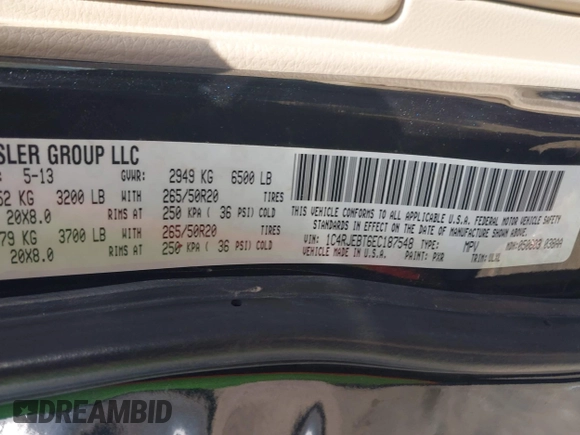 SLER GROUP LLC
5-13 GVWR: 2949 KG 6500 LB
52 KG 3200 LB WITH 265/50R20 TIRES
20X8.0 RIMS AT 250 KPA ( 36 PSI) COLD
79 KG 3700 LB WITH 265/50R20 TIRES
20X8.0 RIMS AT 250 KPA ( 36 PSI) COLD
THIS VEHICLE CONFORMS TO ALL APPLICABLE U.S.A. FEDERAL MOTOR VEHICLE SAFETY,
STANDARDS IN EFFECT ON THE DATE OF MANUFACTURE SHOWN ABOVE.
VIN: 1C4RJEBT6EC187548 TYPE: MPV MDH:
VEHICLE MADE IN U.S.A. PAINT: PXR TRIM:
DREAMBID